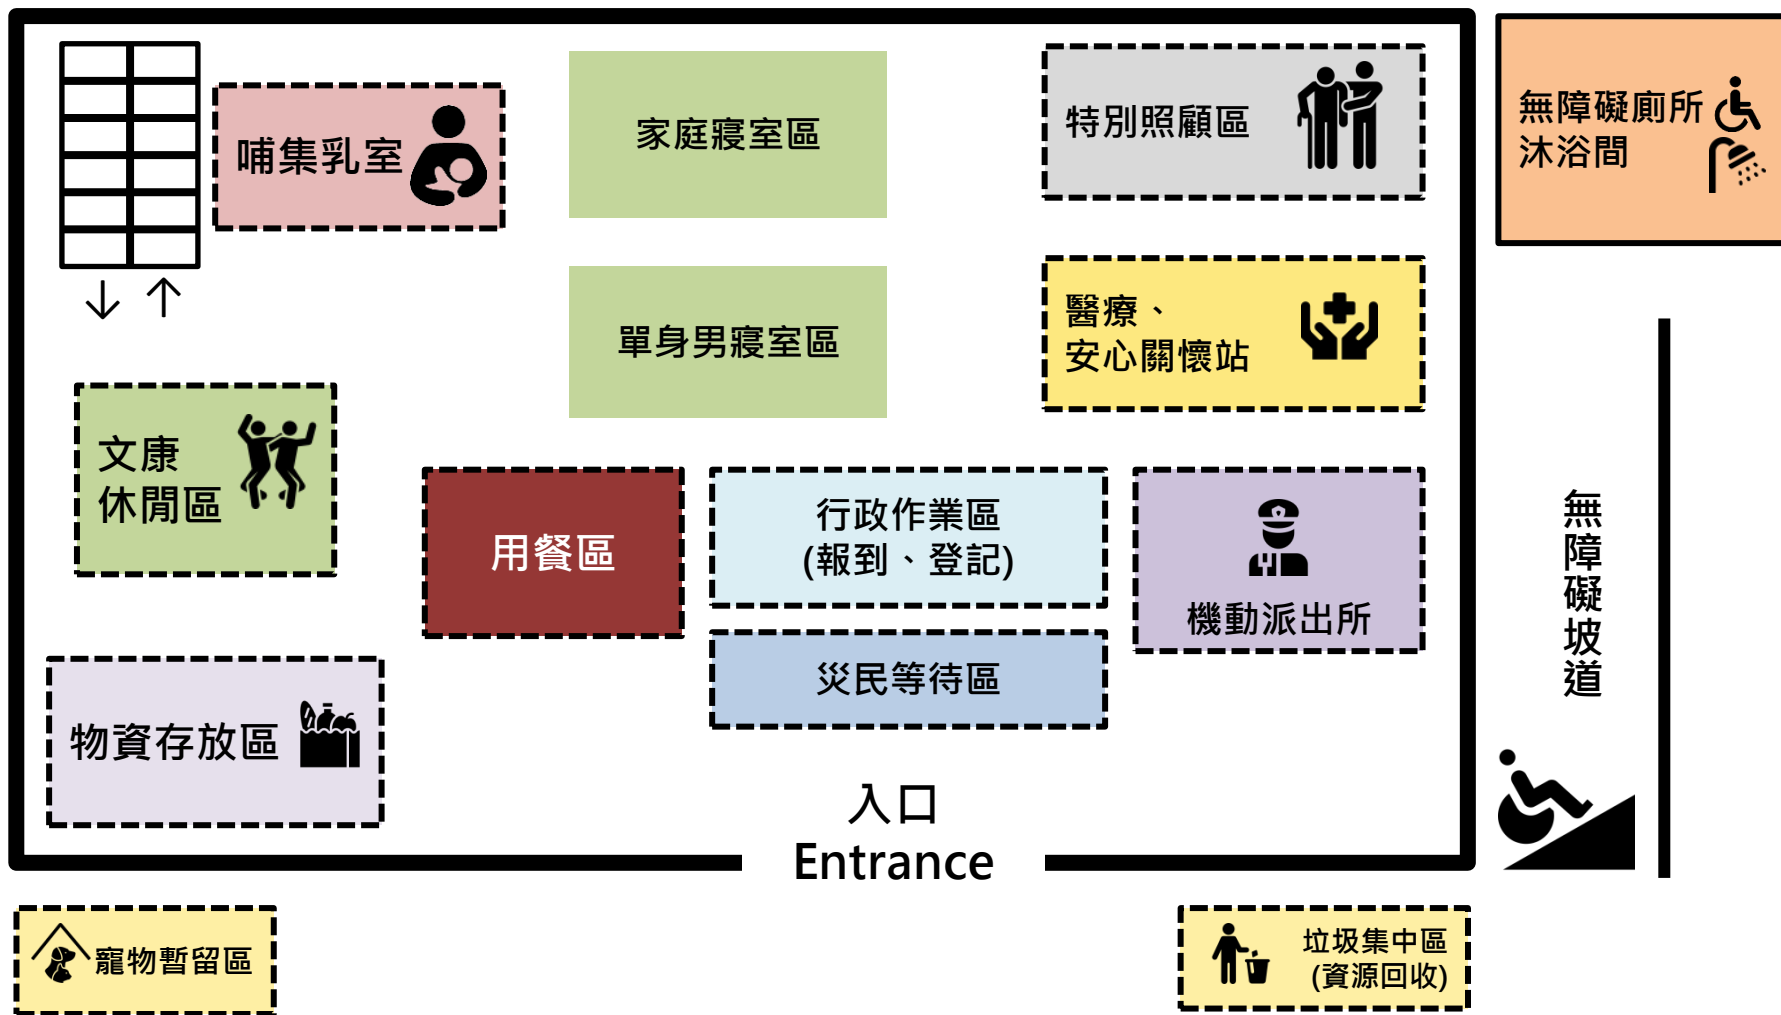 哺集乳室
家庭寢室區
特別照顧區
無障礙廁所
沐浴間
單身男寢室區
醫療、
安心關懷站
文康
休閒區
用餐區
行政作業區
(報到、登記)
機動派出所
災民等待區
物資存放區
無障礙坡道
入口
Entrance
寵物暫留區
垃圾集中區
(資源回收)